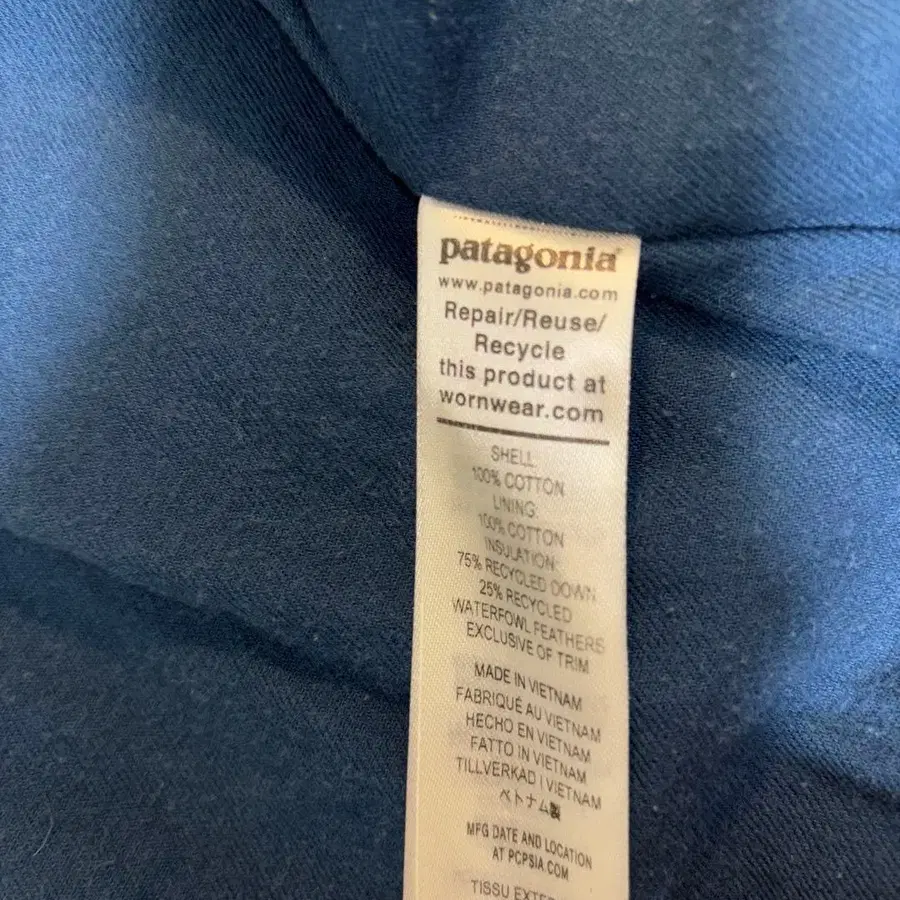 patagonia®
www.patagonia.com
Repair/Reuse/
Recycle
this product at
wornwear.com
SHELL:
100% COTTON
LINING:
100% COTTON
INSULATION:
75% RECYCLED DOWN
25% RECYCLED
WATERFOWL FEATHERS
EXCLUSIVE OF TRIM
MADE IN VIETNAM
FABRIQUÉ AU VIETNAM
HECHO EN VIETNAM
FATTO IN VIETNAM
TILLVERKAD I VIETNAM
ベトナム製
MFG DATE AND LOCATION
AT PCPSIA.COM
TISSU